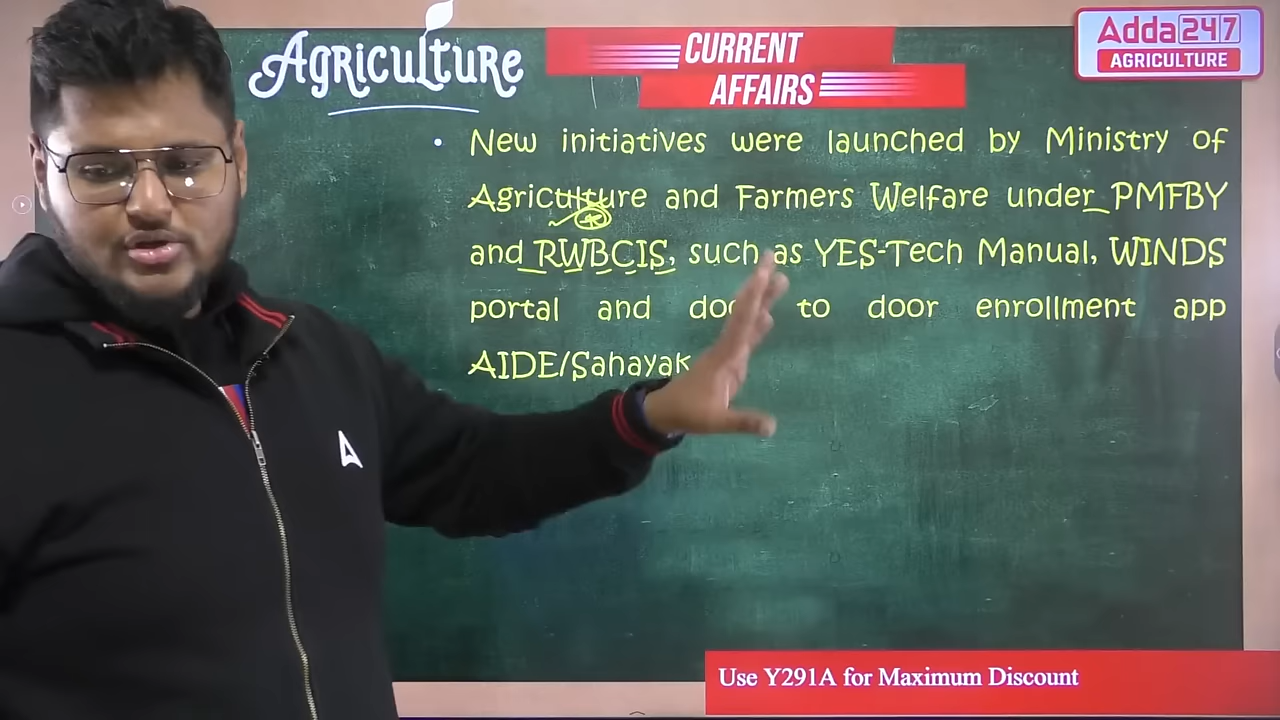 Agriculture
CURRENT
AFFAIRS
Adda247
AGRICULTURE
• New initiatives were launched by Ministry of
Agriculture and Farmers Welfare under PMFBY
and RWBCIS, such as YES-Tech Manual, WINDS
portal and to door enrollment app
AIDE/Sahayak
Use Y291A for Maximum Discount